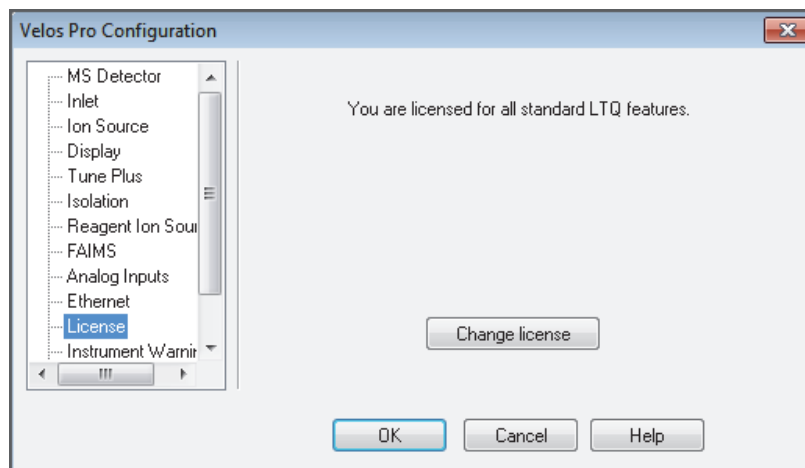 Velos Pro Configuration
MS Detector
Inlet
Ion Source
Display
Tune Plus
Isolation
Reagent Ion Sour
FAIMS
Analog Inputs
Ethernet
License
Instrument Warnir
You are licensed for all standard LTQ features.
Change license
OK
Cancel
Help